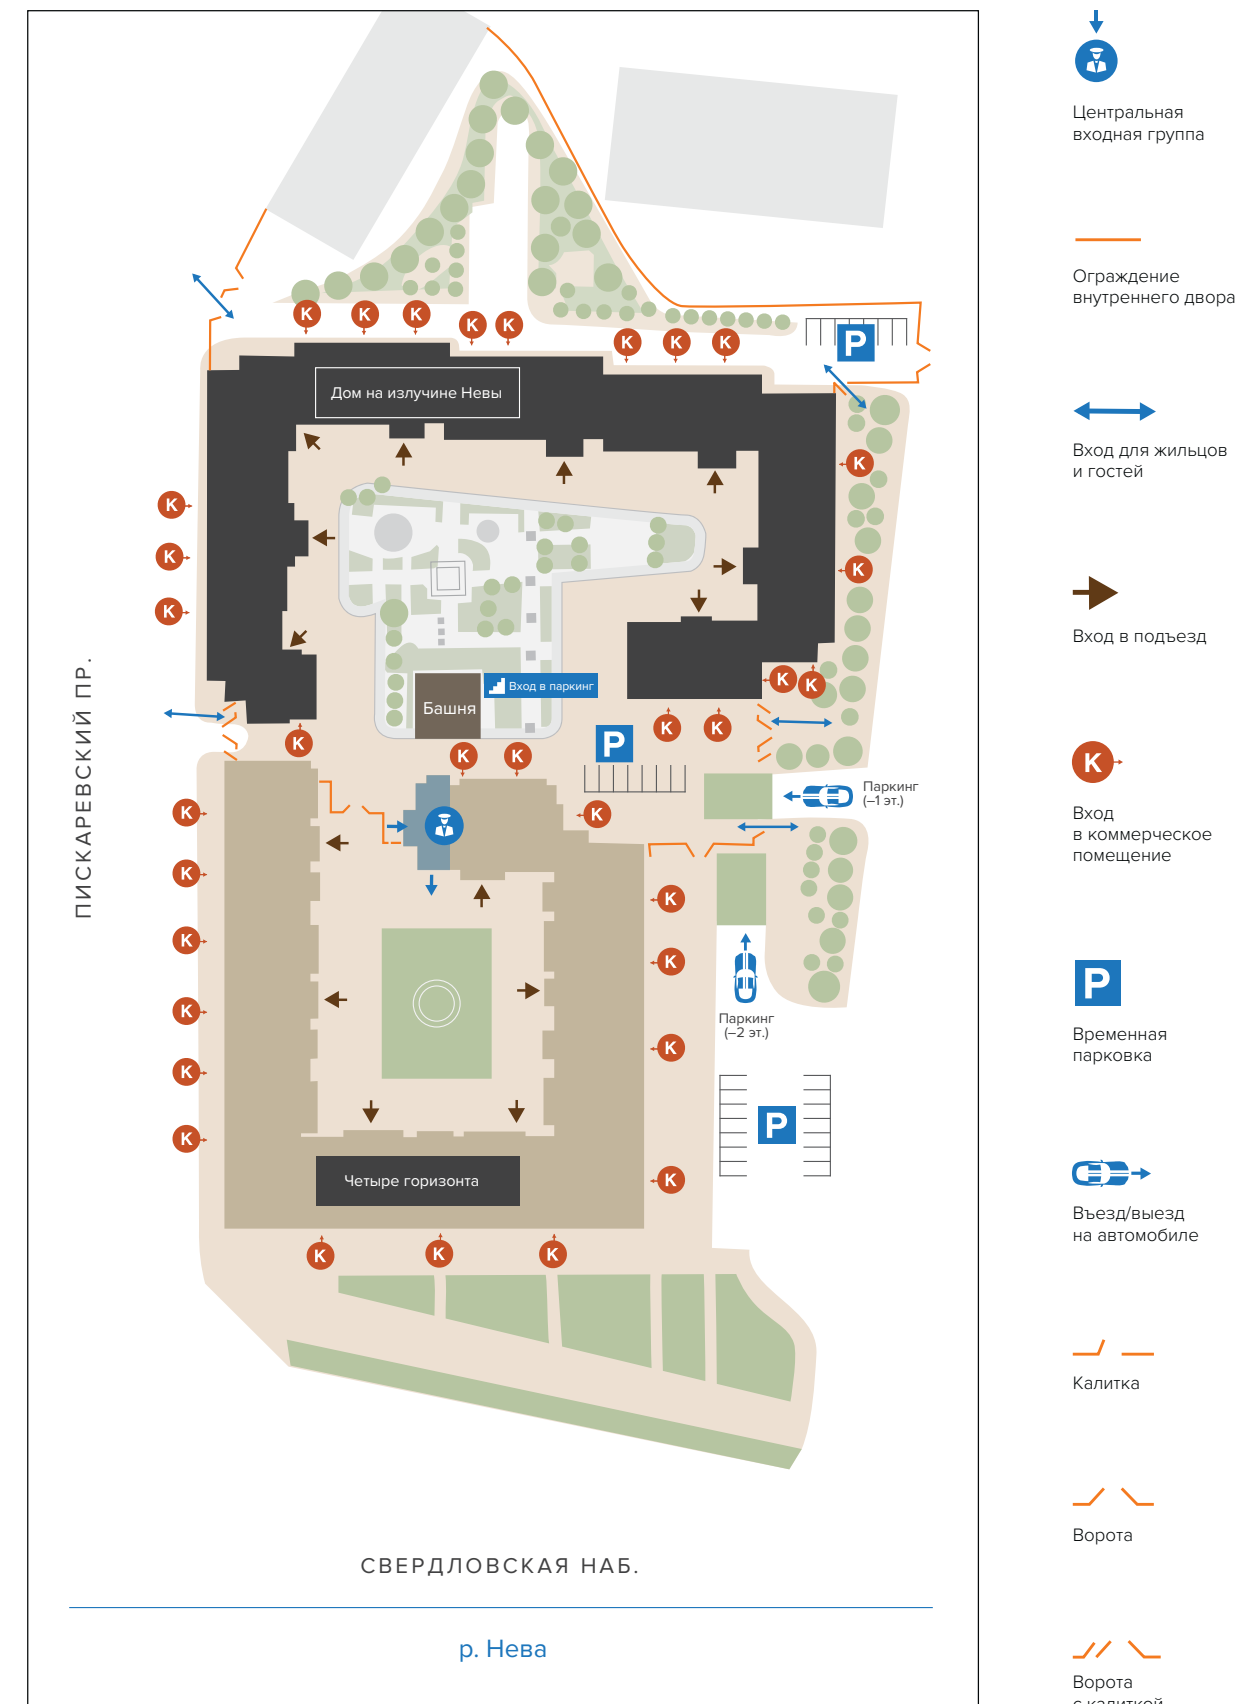 Центральная
входная группа
Ограждение
внутреннего двора
Вход для жильцов
и гостей
Вход в подъезд
К
Вход
в коммерческое
помещение
P
Временная
парковка
Въезд/выезд
на автомобиле
Калитка
Ворота
Ворота
с калиткой
К К К К К К К К
P
Дом на излучине Невы
К
К
К
К
К
К К
Вход в паркинг
Башня
К К
К
P
К К
ПИСКАРЕВСКИЙ ПР.
Паркинг
(–1 эт.)
К
К
К
К
К
К
К
К
К
Паркинг
(–2 эт.)
К
К
P
К
К
Четыре горизонта
К К К
СВЕРДЛОВСКАЯ НАБ.
р. Нева